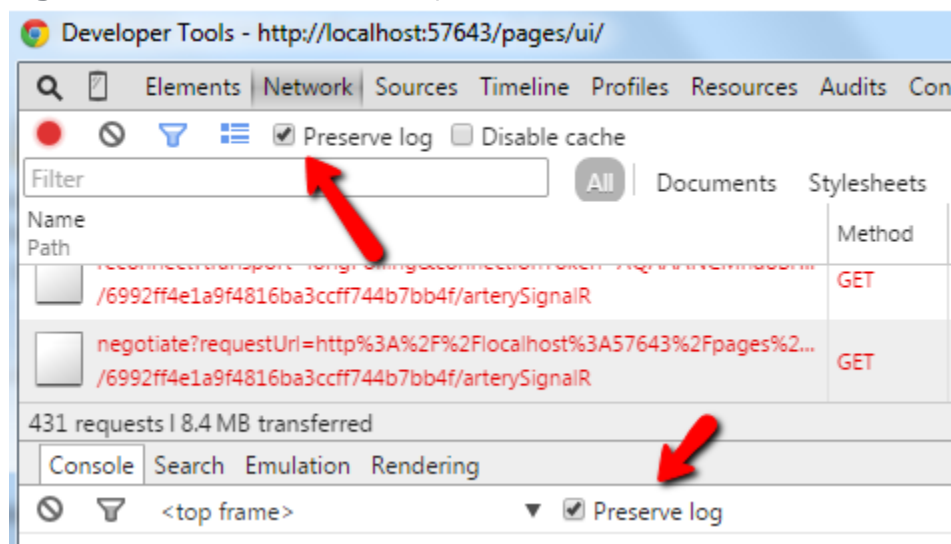 Developer Tools - http://localhost:57643/pages/ui/
Elements Network Sources Timeline Profiles Resources Audits Con
Preserve log Disable cache
Filter All Documents Stylesheets
Name Method
Path
GET
/6992ff4e1a9f4816ba3ccff744b7bb4f/arterySignalR
negotiate?requestUrl=http%3A%2F%2Flocalhost%3A57643%2Fpages%2... GET
/6992ff4e1a9f4816ba3ccff744b7bb4f/arterySignalR
431 requests | 8.4 MB transferred
Console Search Emulation Rendering
<top frame> ▼ Preserve log